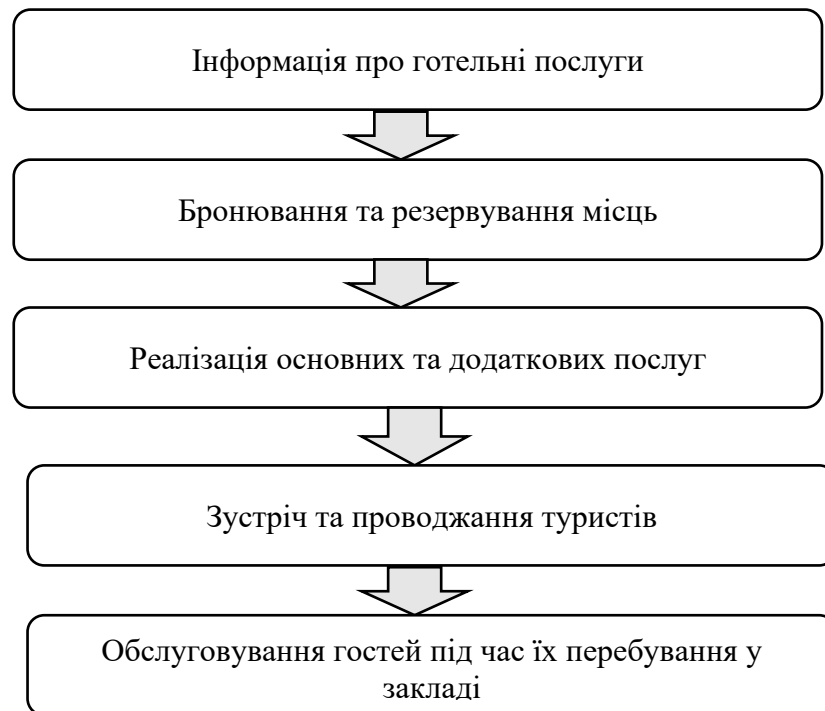 Інформація про готельні послуги
Бронювання та резервування місць
Реалізація основних та додаткових послуг
Зустріч та проводжання туристів
Обслуговування гостей під час їх перебування у
закладі